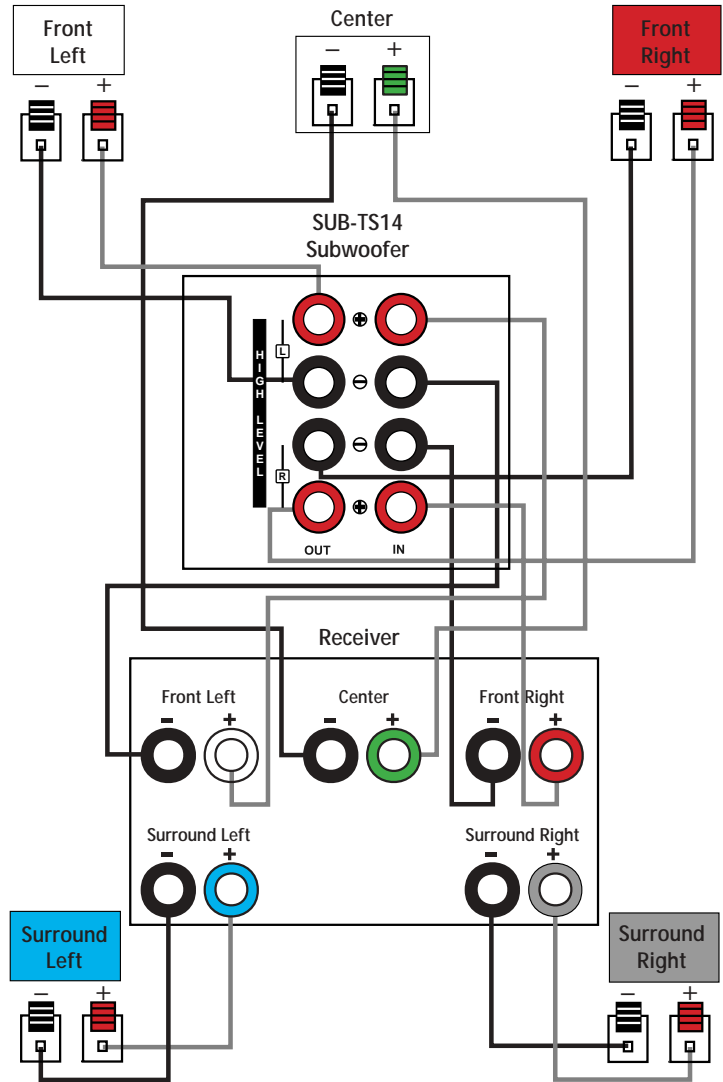 Front
Left
Center
Front
Right
− +
− +
− +
SUB-TS14
Subwoofer
HIGH LEVEL
L
R
+
−
−
+
OUT IN
Receiver
Front Left
Center
Front Right
- +
- +
- +
Surround Left
Surround Right
- +
- +
Surround
Left
Surround
Right
− +
− +